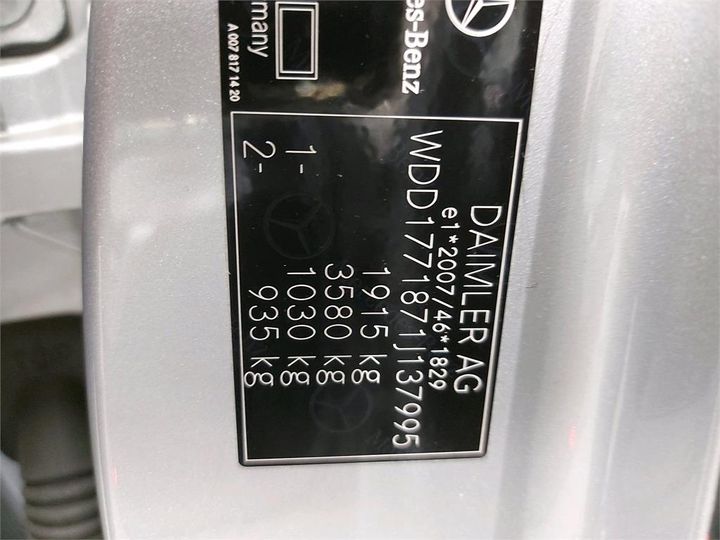 es-Benz
many
A 007 817 14 20
DAIMLER AG
e1*2007/46*1829
WDD1771871J137995
1915 kg
3580 kg
1- 1030 kg
2- 935 kg